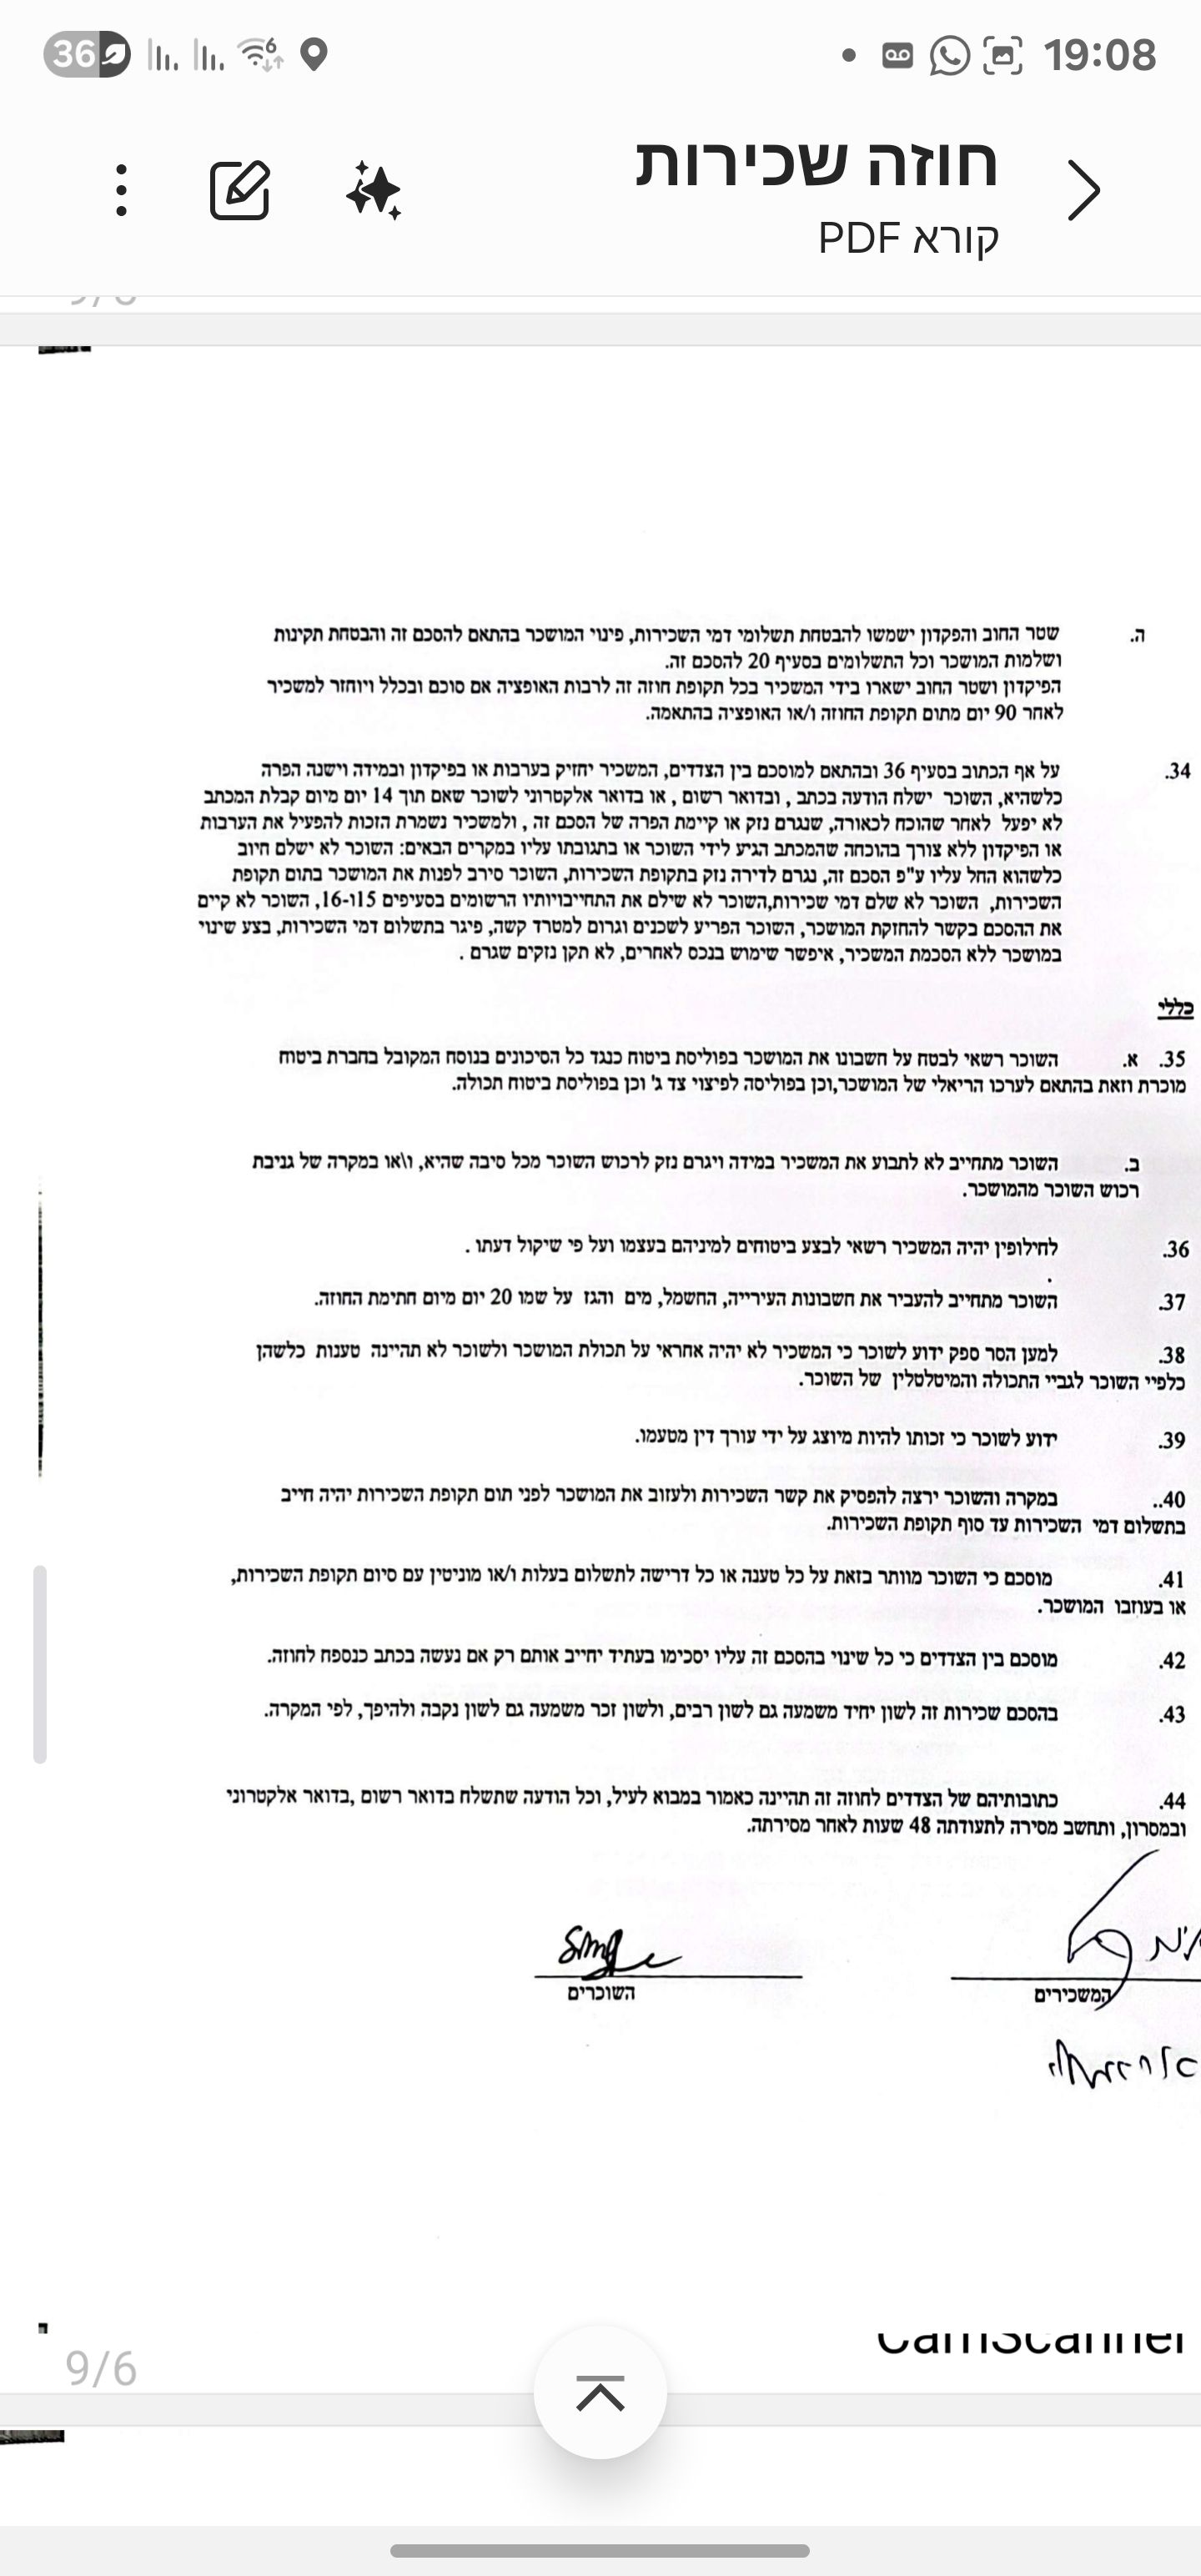 36
6
19:08
חוזה שכירות
קורא PDF
ה. שטר החוב והפקדון ישמשו להבטחת תשלומי דמי השכירות, פינוי המושכר בהתאם להסכם זה והבטחת תקינות
ושלמות המושכר וכל התשלומים בסעיף 20 להסכם זה.
הפיקדון ושטר החוב ישארו בידי המשכיר בכל תקופת חוזה זה לרבות האופציה אם סוכם ובכלל ויוחזר למשכיר
לאחר 90 יום מתום תקופת החוזה ו/או האופציה בהתאמה.
34. על אף הכתוב בסעיף 36 ובהתאם למוסכם בין הצדדים, המשכיר יחזיק בערבות או בפיקדון ובמידה וישנה הפרה
כלשהיא, השוכר ישלח הודעה בכתב , ובדואר רשום , או בדואר אלקטרוני לשוכר שאם תוך 14 יום מיום קבלת המכתב
לא יפעל לאחר שהוכח לכאורה, שנגרם נזק או קיימת הפרה של הסכם זה , ולמשכיר נשמרת הזכות להפעיל את הערבות
או הפיקדון ללא צורך בהוכחה שהמכתב הגיע לידי השוכר או בתגובתו עליו במקרים הבאים: השוכר לא ישלם חיוב
כלשהוא החל עליו ע"פ הסכם זה, נגרם לדירה נזק בתקופת השכירות, השוכר סירב לפנות את המושכר בתום תקופת
השכירות, השוכר לא שלם דמי שכירות,השוכר לא שילם את התחייבויותיו הרשומים בסעיפים 15ו-16, השוכר לא קיים
את ההסכם בקשר להחזקת המושכר, השוכר הפריע לשכנים וגרום למטרד קשה, פיגר בתשלום דמי השכירות, בצע שינוי
במושכר ללא הסכמת המשכיר, איפשר שימוש בנכס לאחרים, לא תקן נזקים שגרם .
כללי
35. א. השוכר רשאי לבטח על חשבונו את המושכר בפוליסת ביטוח כנגד כל הסיכונים בנוסח המקובל בחברת ביטוח
מוכרת וזאת בהתאם לערכו הריאלי של המושכר,וכן בפוליסה לפיצוי צד ג' וכן בפוליסת ביטוח תכולה.
ב. השוכר מתחייב לא לתבוע את המשכיר במידה ויגרם נזק לרכוש השוכר מכל סיבה שהיא, ו\או במקרה של גניבת
רכוש השוכר מהמושכר.
36. לחילופין יהיה המשכיר רשאי לבצע ביטוחים למיניהם בעצמו ועל פי שיקול דעתו .
.
37. השוכר מתחייב להעביר את חשבונות העירייה, החשמל, מים והגז על שמו 20 יום מיום חתימת החוזה.
38. למען הסר ספק ידוע לשוכר כי המשכיר לא יהיה אחראי על תכולת המושכר ולשוכר לא תהיינה טענות כלשהן
כלפיי השוכר לגביי התכולה והמיטלטלין של השוכר.
39. ידוע לשוכר כי זכותו להיות מיוצג על ידי עורך דין מטעמו.
40.. במקרה והשוכר ירצה להפסיק את קשר השכירות ולעזוב את המושכר לפני תום תקופת השכירות יהיה חייב
בתשלום דמי השכירות עד סוף תקופת השכירות.
41. מוסכם כי השוכר מוותר בזאת על כל טענה או כל דרישה לתשלום בעלות ו/או מוניטין עם סיום תקופת השכירות,
או בעוזבו המושכר.
42. מוסכם בין הצדדים כי כל שינוי בהסכם זה עליו יסכימו בעתיד יחייב אותם רק אם נעשה בכתב כנספח לחוזה.
43. בהסכם שכירות זה לשון יחיד משמעה גם לשון רבים, ולשון זכר משמעה גם לשון נקבה ולהיפך, לפי המקרה.
44. כתובותיהם של הצדדים לחוזה זה תהיינה כאמור במבוא לעיל, וכל הודעה שתשלח בדואר רשום ,בדואר אלקטרוני
ובמסרון, ותחשב מסירה לתעודתה 48 שעות לאחר מסירתה.
המשכירים השוכרים
CamScanner
9/6